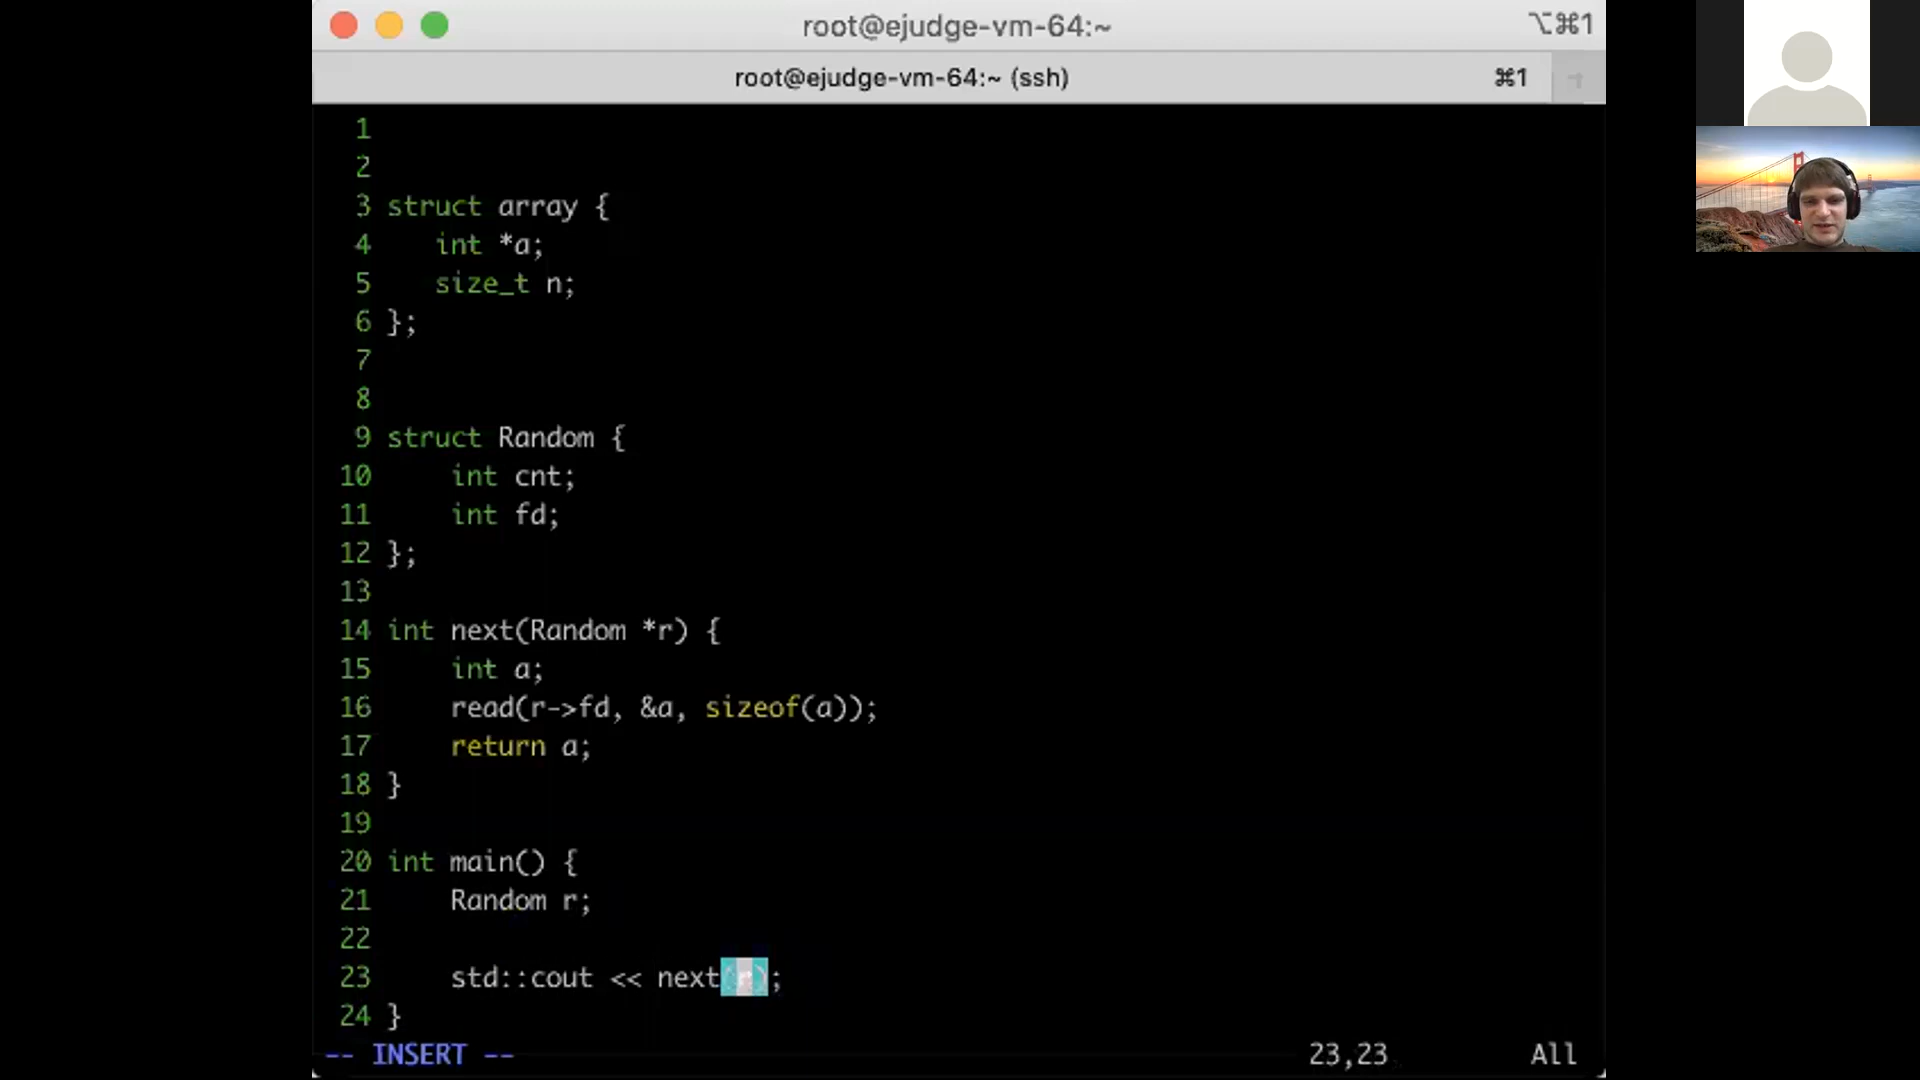 root@ejudge-vm-64:~
⌥⌘1
root@ejudge-vm-64:~ (ssh)
⌘1
1
2
3 struct array {
4    int *a;
5    size_t n;
6 };
7
8
9 struct Random {
10     int cnt;
11     int fd;
12 };
13
14 int next(Random *r) {
15     int a;
16     read(r->fd, &a, sizeof(a));
17     return a;
18 }
19
20 int main() {
21     Random r;
22
23     std::cout << next(r);
24 }
-- INSERT --
23,23
All